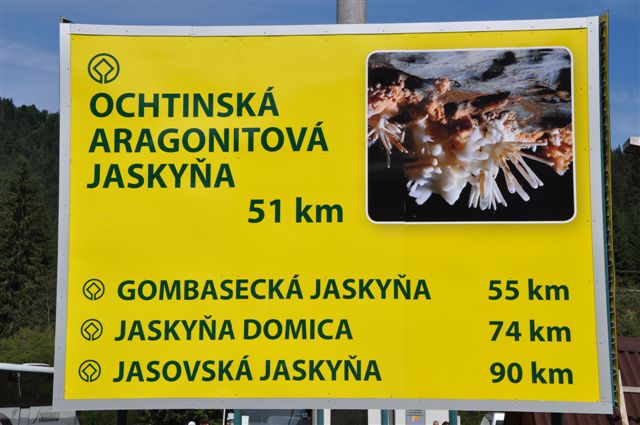 OCHTINSKÁ
ARAGONITOVÁ
JASKYŇA
51 km
GOMBASECKÁ JASKYŇA 55 km
JASKYŇA DOMICA 74 km
JASOVSKÁ JASKYŇA 90 km